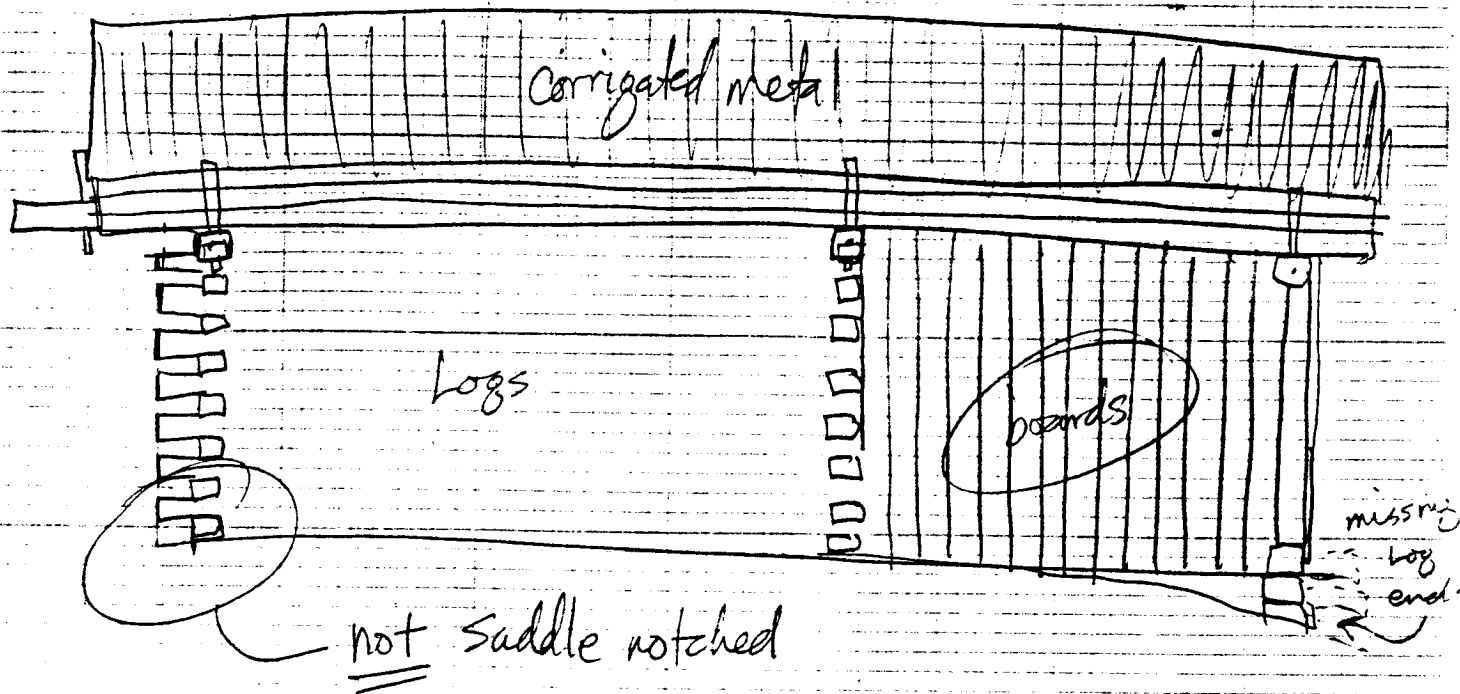 Corrigated metal
Logs
boards
missing
Log
end.
not saddle notched